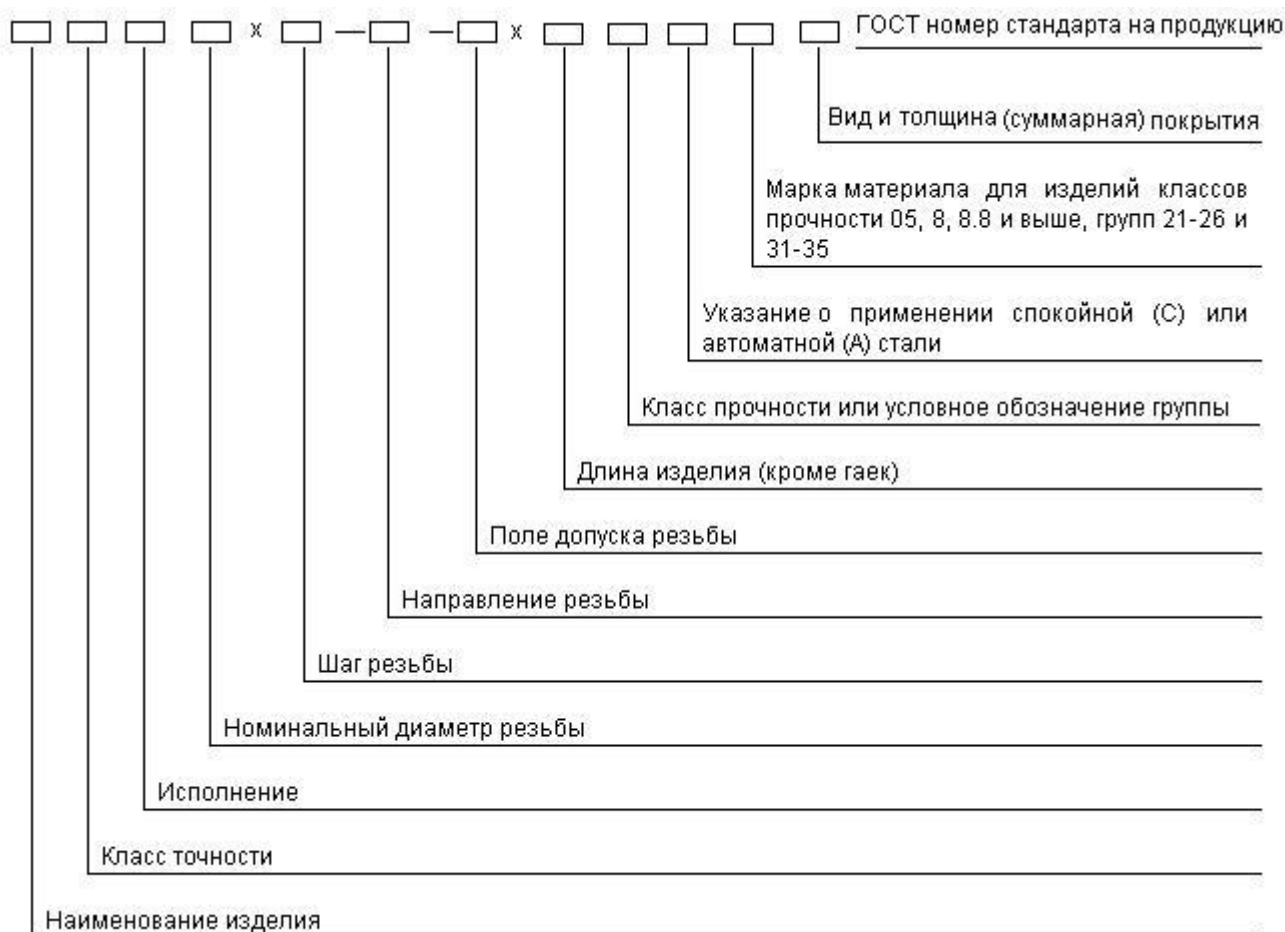 х — — х ГОСТ номер стандарта на продукцию
Вид и толщина (суммарная) покрытия
Марка материала для изделий классов
прочности 05, 8, 8.8 и выше, групп 21-26 и
31-35
Указание о применении спокойной (С) или
автоматной (А) стали
Класс прочности или условное обозначение группы
Длина изделия (кроме гаек)
Поле допуска резьбы
Направление резьбы
Шаг резьбы
Номинальный диаметр резьбы
Исполнение
Класс точности
Наименование изделия